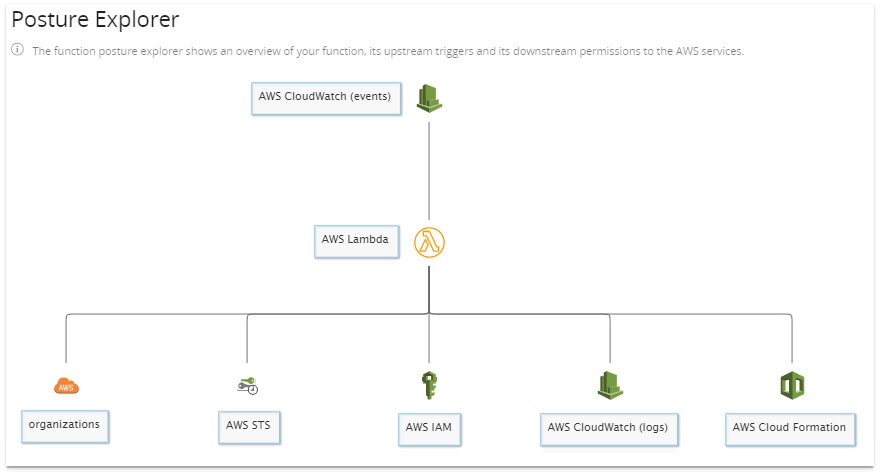 Posture Explorer
The function posture explorer shows an overview of your function, its upstream triggers and its downstream permissions to the AWS services.
AWS CloudWatch (events)
AWS Lambda
AWS
organizations
AWS STS
AWS IAM
AWS CloudWatch (logs)
AWS Cloud Formation